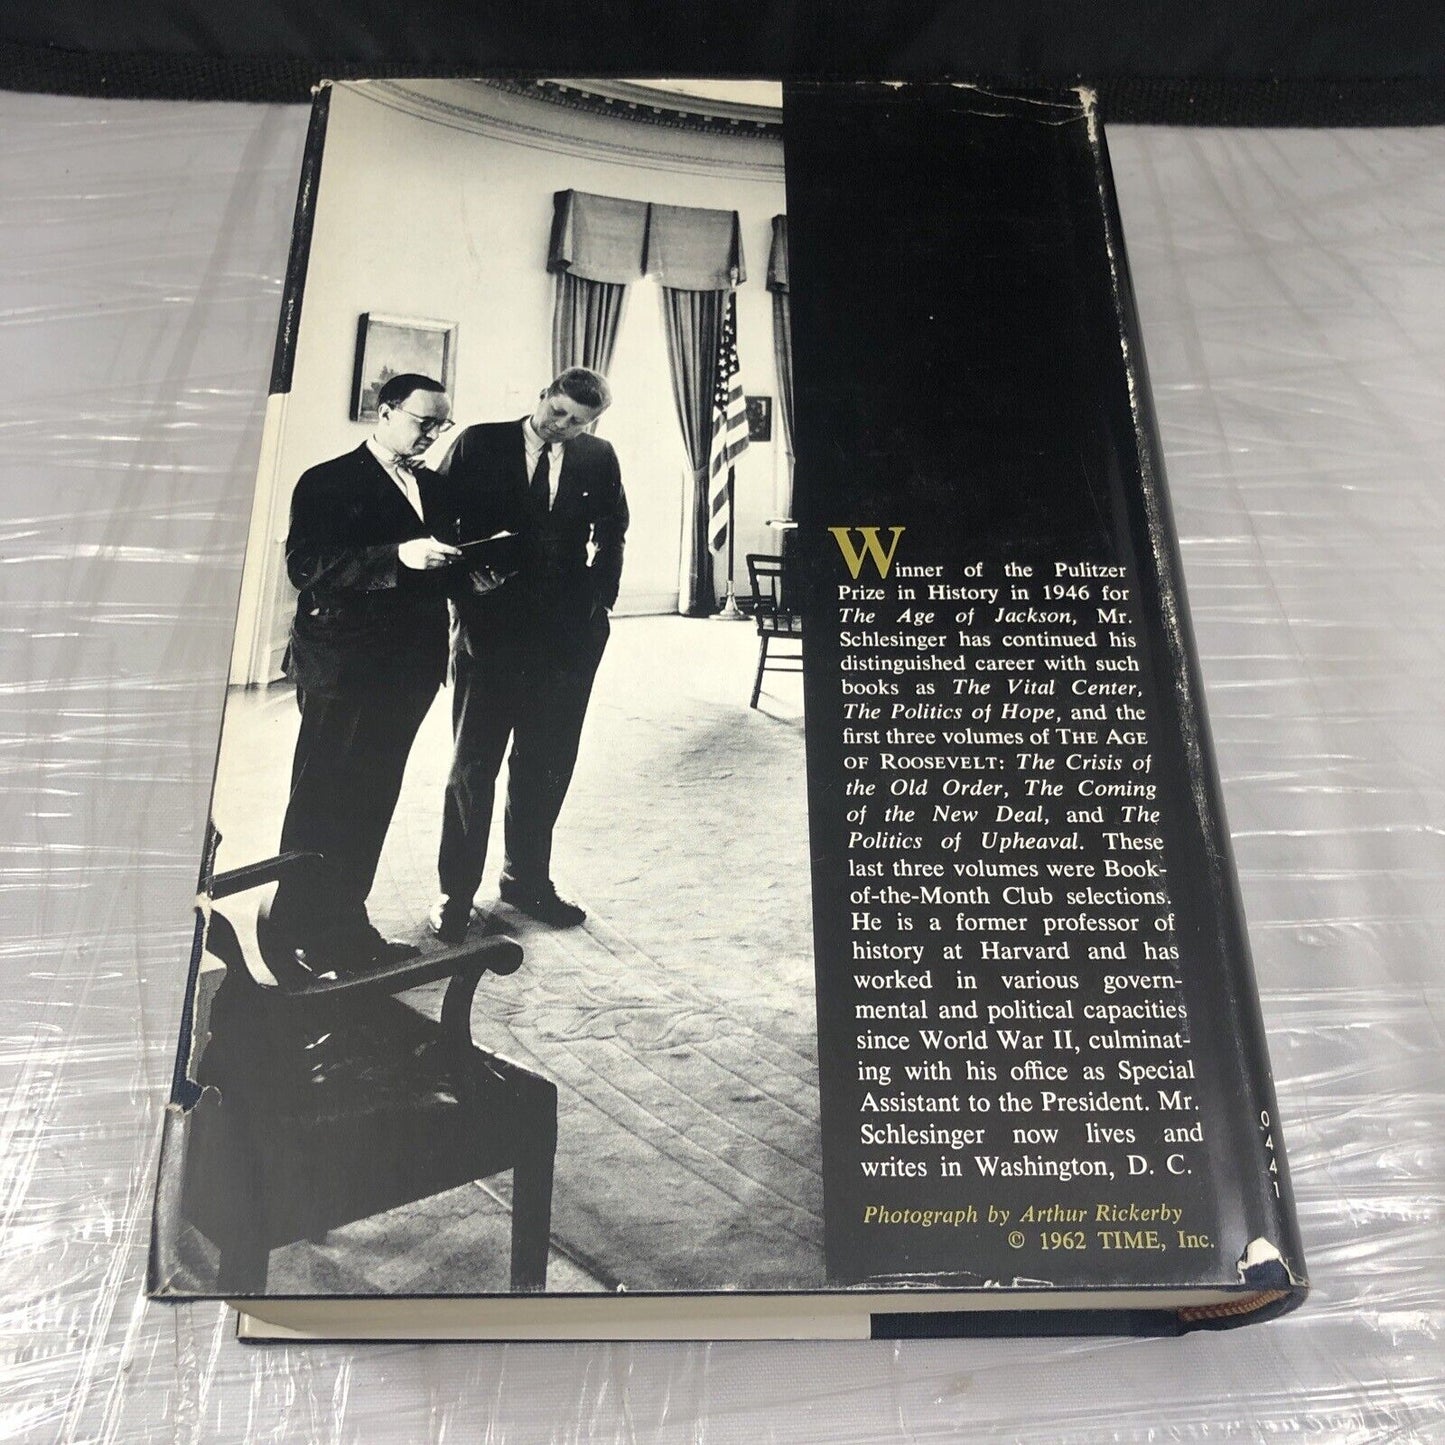 Winner of the Pulitzer
Prize in History in 1946 for
The Age of Jackson, Mr.
Schlesinger has continued his
distinguished career with such
books as The Vital Center,
The Politics of Hope, and the
first three volumes of THE AGE
OF ROOSEVELT: The Crisis of
the Old Order, The Coming
of the New Deal, and The
Politics of Upheaval. These
last three volumes were Book-
of-the-Month Club selections.
He is a former professor of
history at Harvard and has
worked in various govern-
mental and political capacities
since World War II, culminat-
ing with his office as Special
Assistant to the President. Mr.
Schlesinger now lives and
writes in Washington, D. C.
Photograph by Arthur Rickerby
© 1962 TIME, Inc.
0441